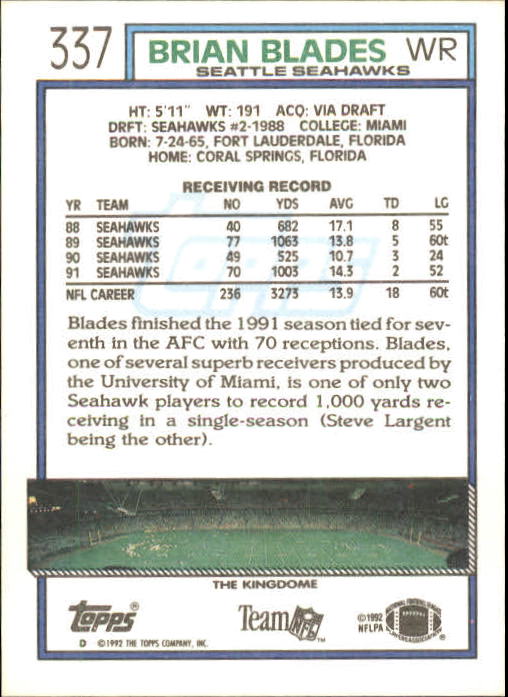 337 BRIAN BLADES WR
SEATTLE SEAHAWKS
HT: 5'11" WT: 191 ACQ: VIA DRAFT
DRFT: SEAHAWKS #2-1988 COLLEGE: MIAMI
BORN: 7-24-65, FORT LAUDERDALE, FLORIDA
HOME: CORAL SPRINGS, FLORIDA
RECEIVING RECORD
YR TEAM NO YDS AVG TD LG
88 SEAHAWKS 40 682 17.1 8 55
89 SEAHAWKS 77 1063 13.8 5 60t
90 SEAHAWKS 49 525 10.7 3 24
91 SEAHAWKS 70 1003 14.3 2 52
NFL CAREER 236 3273 13.9 18 60t
Topps
Blades finished the 1991 season tied for sev-
enth in the AFC with 70 receptions. Blades,
one of several superb receivers produced by
the University of Miami, is one of only two
Seahawk players to record 1,000 yards re-
ceiving in a single-season (Steve Largent
being the other).
THE KINGDOME
Topps® Team NFL ©1992
NFLPA
D ©1992 THE TOPPS COMPANY, INC.